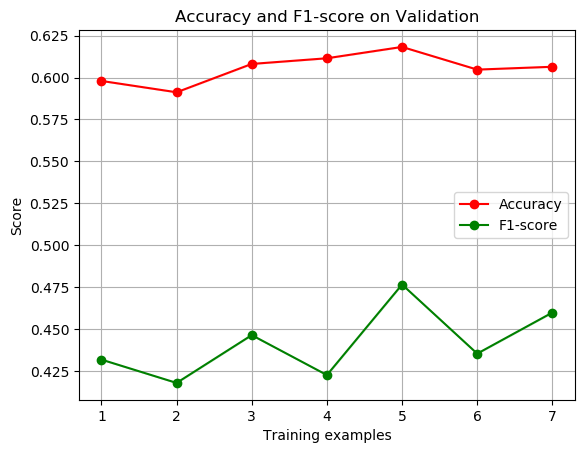 Accuracy and F1-score on Validation
0.625
0.600
0.575
0.550
0.525
0.500
0.475
0.450
0.425
Score
Accuracy
F1-score
1 2 3 4 5 6 7
Training examples